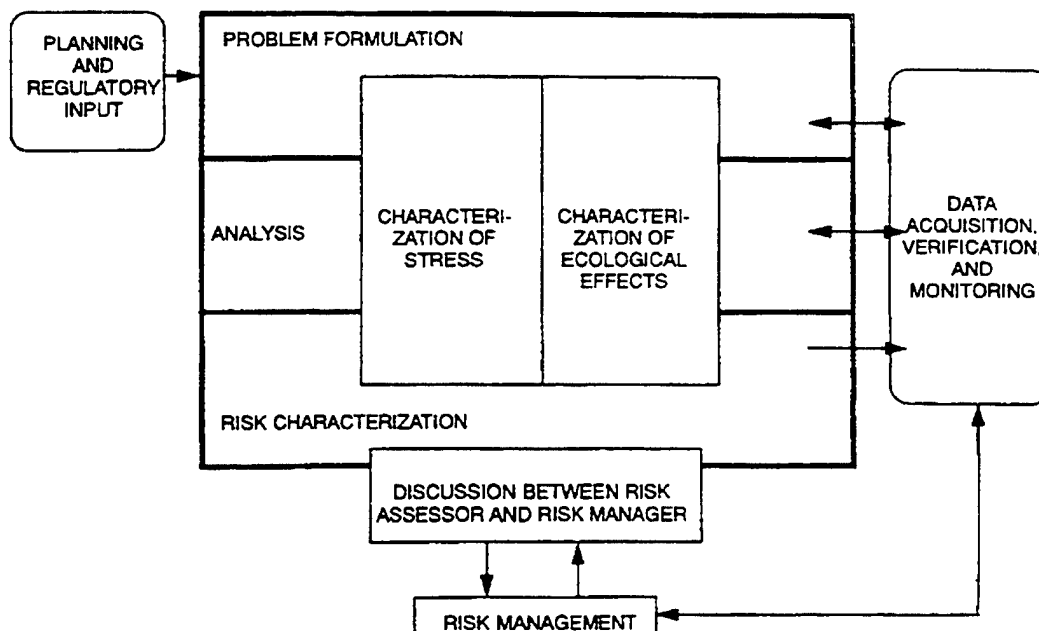 PLANNING
AND
REGULATORY
INPUT
PROBLEM FORMULATION
ANALYSIS
CHARACTERI-
ZATION OF
STRESS
CHARACTERI-
ZATION OF
ECOLOGICAL
EFFECTS
DATA
ACQUISITION,
VERIFICATION,
AND
MONITORING
RISK CHARACTERIZATION
DISCUSSION BETWEEN RISK
ASSESSOR AND RISK MANAGER
RISK MANAGEMENT